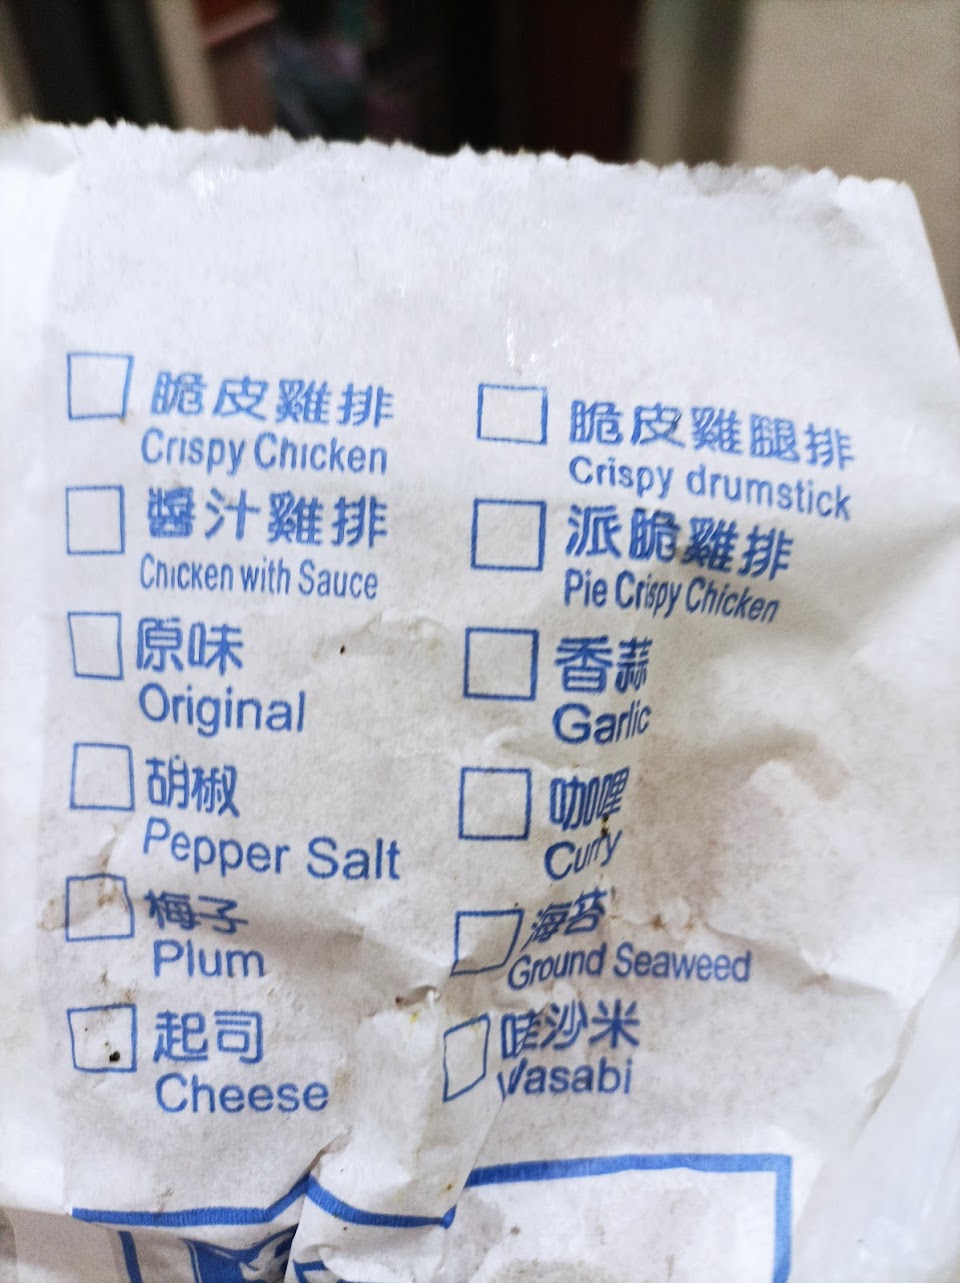 脆皮雞排
Crispy Chicken
醬汁雞排
Chicken with Sauce
原味
Original
胡椒
Pepper Salt
梅子
Plum
起司
Cheese
脆皮雞腿排
Crispy drumstick
派脆雞排
Pie Crispy Chicken
香蒜
Garlic
咖哩
Curry
海苔
Ground Seaweed
哇沙米
Wasabi